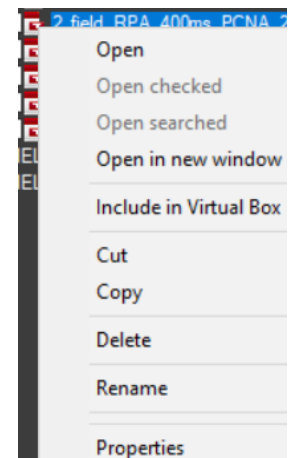 2_field_RPA_400ms_PCNA_2
Open
Open checked
Open searched
Open in new window
Include in Virtual Box
Cut
Copy
Delete
Rename
Properties